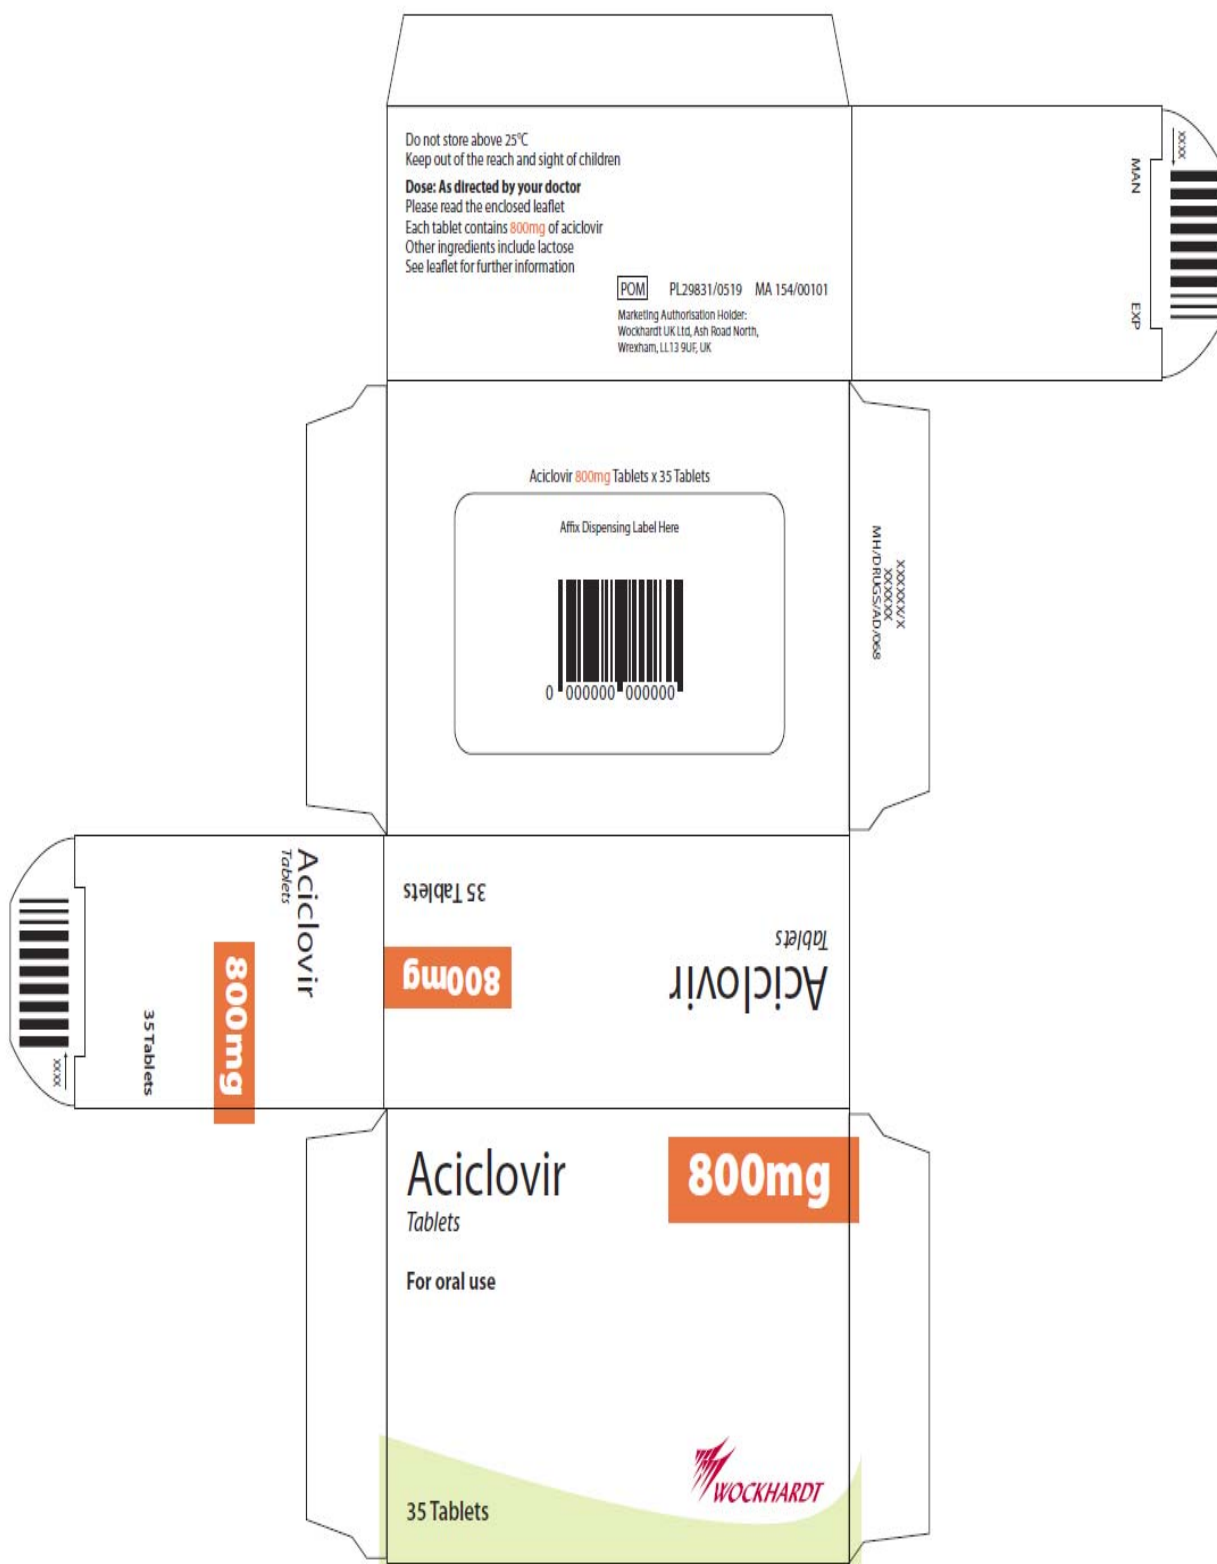 Do not store above 25°C
Keep out of the reach and sight of children
Dose: As directed by your doctor
Please read the enclosed leaflet
Each tablet contains 800mg of aciclovir
Other ingredients include lactose
See leaflet for further information
POM PL29831/0519 MA 154/00101
Marketing Authorisation Holder:
Wockhardt UK Ltd, Ash Road North,
Wrexham, LL13 9UF, UK
MAN
EXP
XXXX
Aciclovir 800mg Tablets x 35 Tablets
Affix Dispensing Label Here
0 000000 000000
XXXXXX/X
XXXXXX
MH/DRUGS/AD/068
Aciclovir
Tablets
800mg
35 Tablets
XXXX
Aciclovir
Tablets
800mg
35 Tablets
Aciclovir
Tablets
800mg
For oral use
WOCKHARDT
35 Tablets